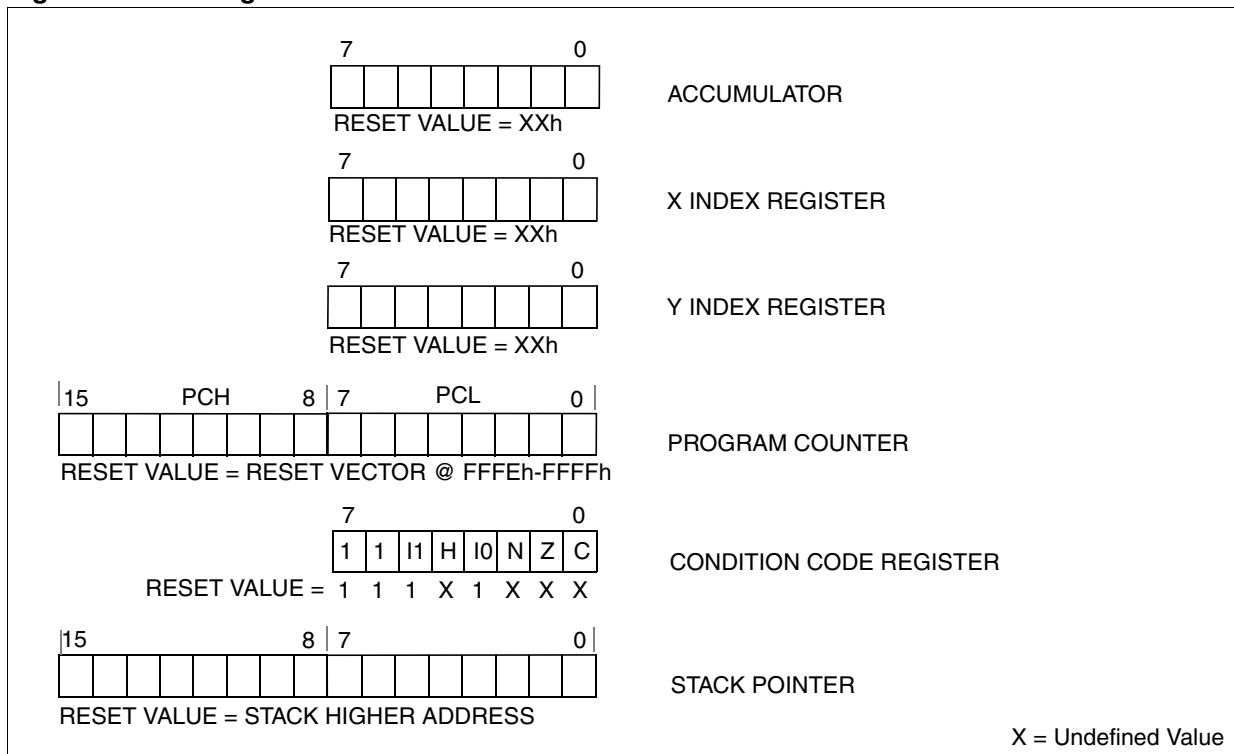 7 0
ACCUMULATOR
RESET VALUE = XXh
7 0
X INDEX REGISTER
RESET VALUE = XXh
7 0
Y INDEX REGISTER
RESET VALUE = XXh
15 PCH 8 7 PCL 0
PROGRAM COUNTER
RESET VALUE = RESET VECTOR @ FFFEh-FFFFh
7 0
1 1 I1 H I0 N Z C
CONDITION CODE REGISTER
RESET VALUE = 1 1 1 X 1 X X X
15 8 7 0
STACK POINTER
RESET VALUE = STACK HIGHER ADDRESS
X = Undefined Value